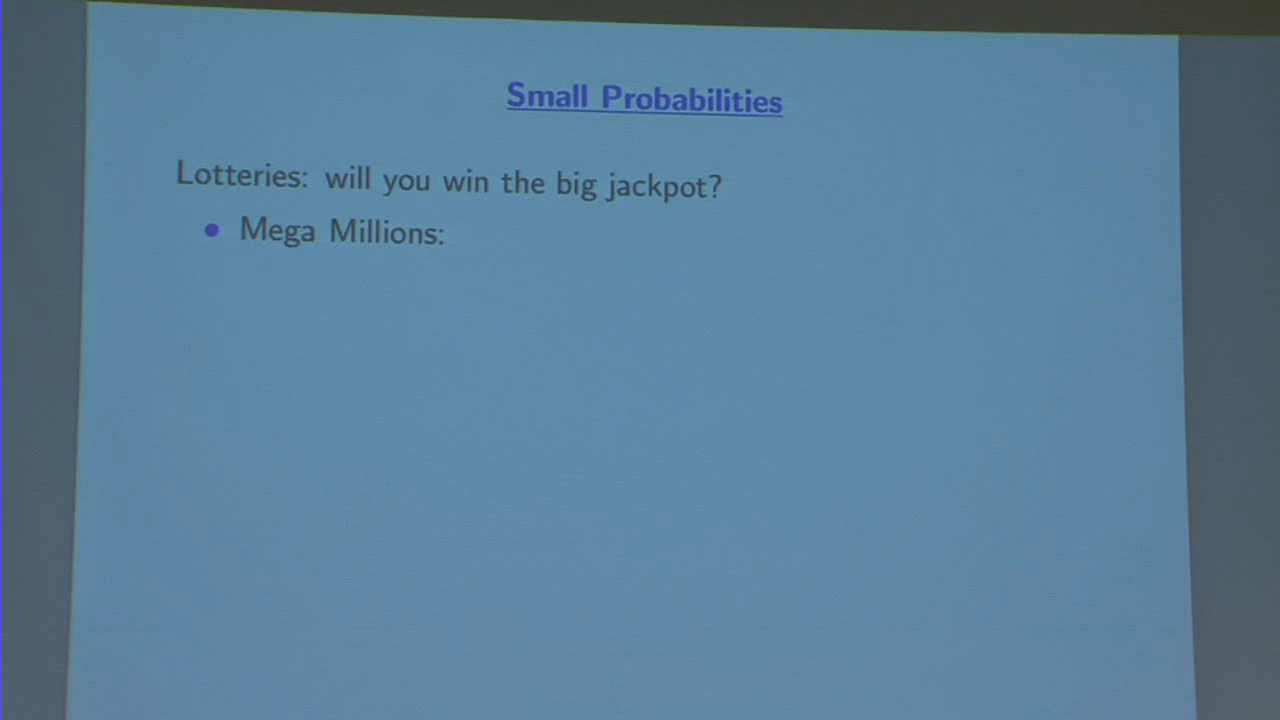 Small Probabilities
Lotteries: will you win the big jackpot?
• Mega Millions: